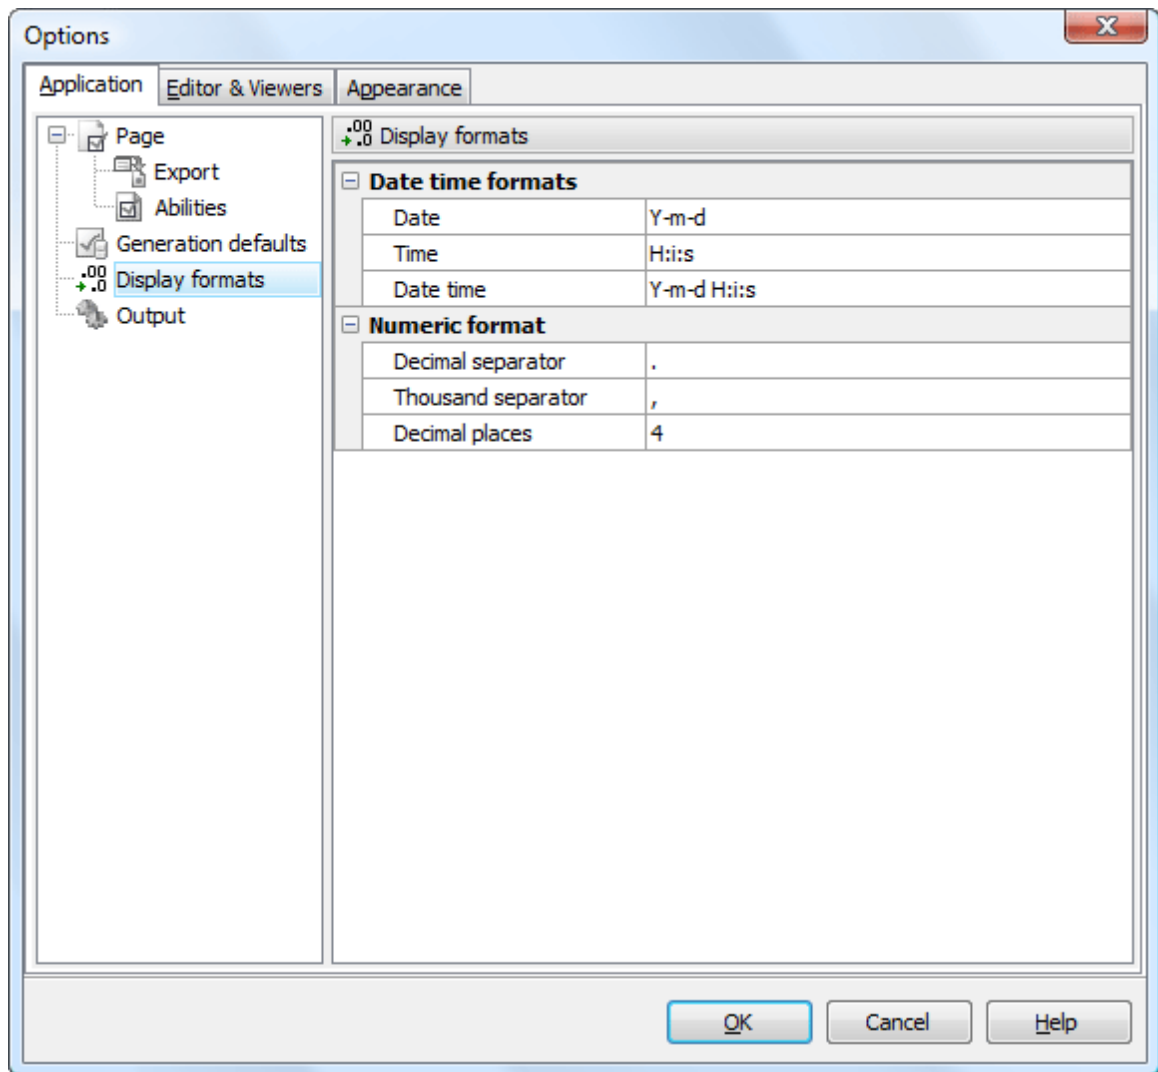 Options
Application Editor & Viewers Appearance
Page
Export
Abilities
Generation defaults
Display formats
Output
Display formats
Date time formats
Date Y-m-d
Time H:i:s
Date time Y-m-d H:i:s
Numeric format
Decimal separator .
Thousand separator ,
Decimal places 4
OK Cancel Help